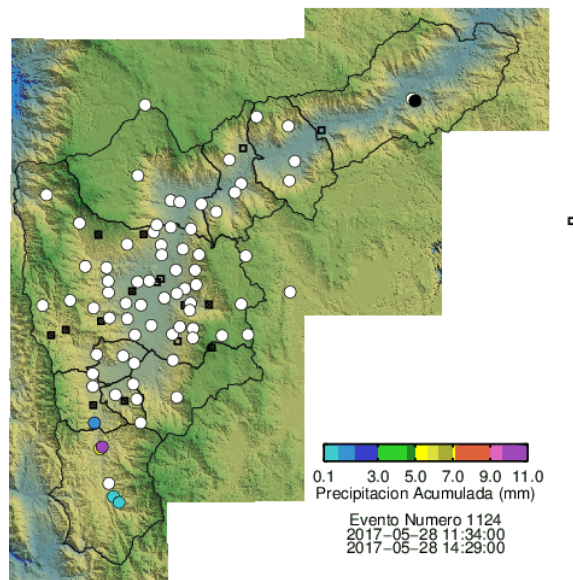 0.1 3.0 5.0 7.0 9.0 11.0
Precipitacion Acumulada (mm)
Evento Numero 1124
2017-05-28 11:34:00
2017-05-28 14:29:00